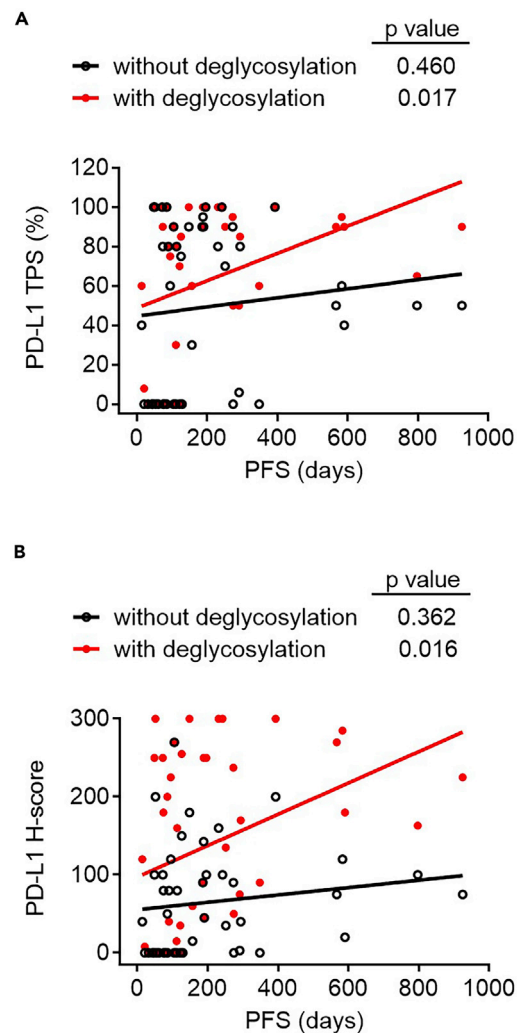 A
p value
without deglycosylation 0.460
with deglycosylation 0.017
120
100
80
60
40
20
0
PD-L1 TPS (%)
0 200 400 600 800 1000
PFS (days)
B
p value
without deglycosylation 0.362
with deglycosylation 0.016
300
200
100
0
PD-L1 H-score
0 200 400 600 800 1000
PFS (days)